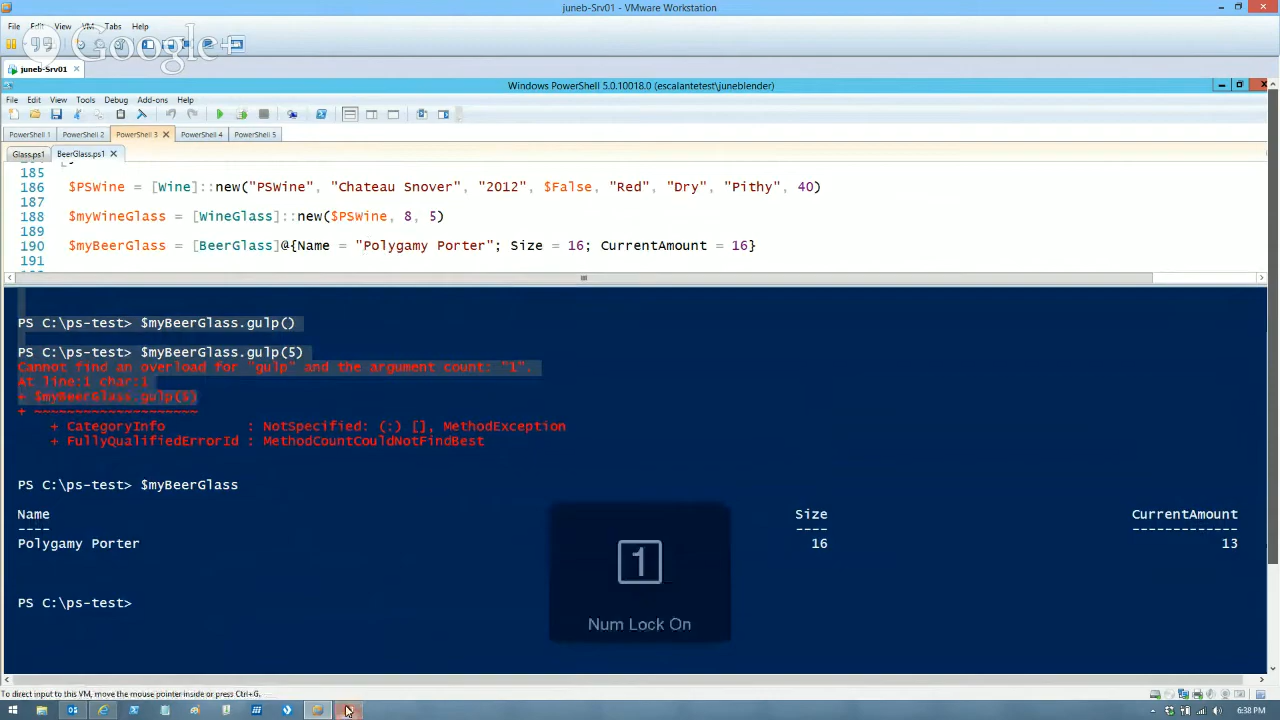 juneb-Srv01 - VMware Workstation
File Edit View VM Tabs Help
Google+
juneb-Srv01
Windows PowerShell 5.0.10018.0 (escalantetest\juneblender)
File Edit View Tools Debug Add-ons Help
PowerShell 1 PowerShell 2 PowerShell 3 PowerShell 4 PowerShell 5
Glass.ps1 BeerGlass.ps1
185
186 $PSWine = [Wine]::new("PSWine", "Chateau Snover", "2012", $False, "Red", "Dry", "Pithy", 40)
187
188 $myWineGlass = [WineGlass]::new($PSWine, 8, 5)
189
190 $myBeerGlass = [BeerGlass]@{Name = "Polygamy Porter"; Size = 16; CurrentAmount = 16}
191
PS C:\ps-test> $myBeerGlass.gulp()
PS C:\ps-test> $myBeerGlass.gulp(5)
Cannot find an overload for "gulp" and the argument count: "1".
At line:1 char:1
+ $myBeerGlass.gulp(5)
+ ~~~~~~~~~~~~~~~~~~~~
+ CategoryInfo : NotSpecified: (:) [], MethodException
+ FullyQualifiedErrorId : MethodCountCouldNotFindBest
PS C:\ps-test> $myBeerGlass
Name Size CurrentAmount
---- ---- -------------
Polygamy Porter 16 13
1
Num Lock On
PS C:\ps-test>
To direct input to this VM, move the mouse pointer inside or press Ctrl+G.
6:38 PM